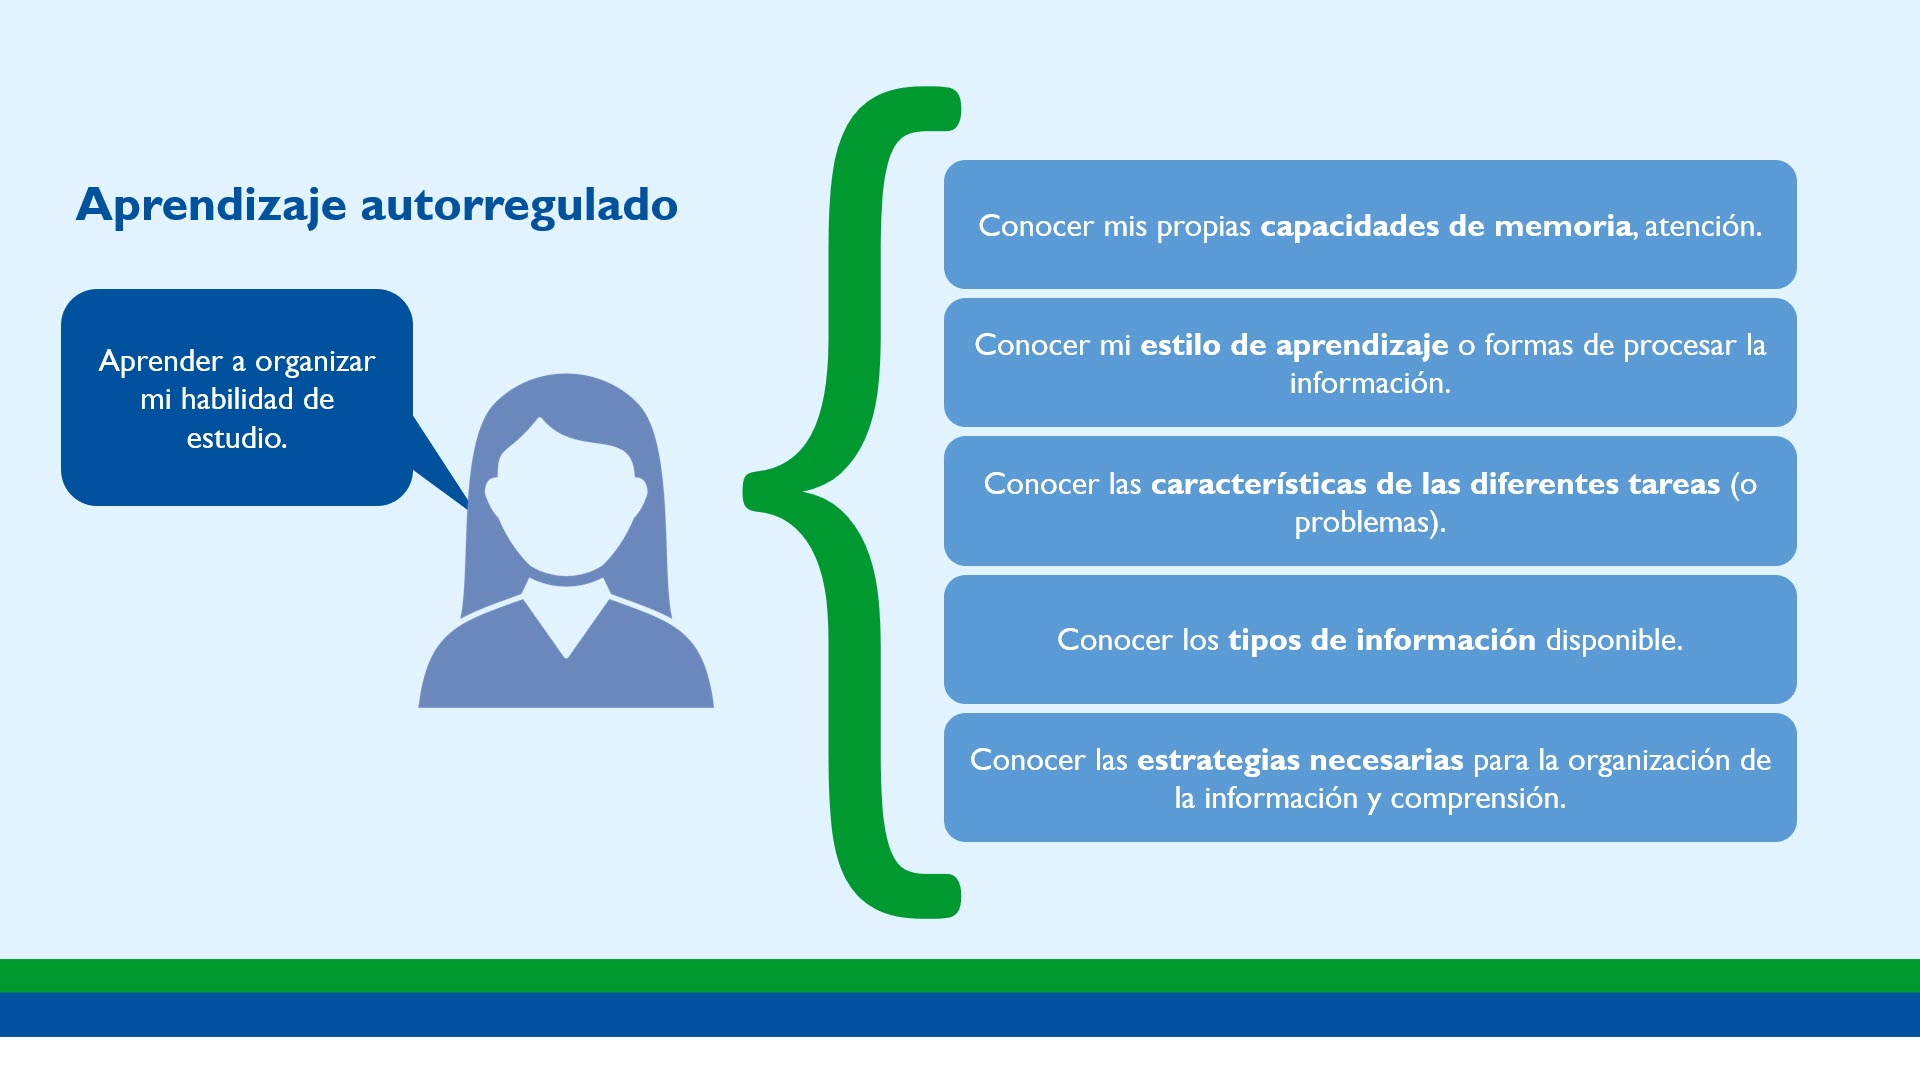 Aprendizaje autorregulado
Aprender a organizar
mi habilidad de
estudio.
Conocer mis propias capacidades de memoria, atención.
Conocer mi estilo de aprendizaje o formas de procesar la
información.
Conocer las características de las diferentes tareas (o
problemas).
Conocer los tipos de información disponible.
Conocer las estrategias necesarias para la organización de
la información y comprensión.